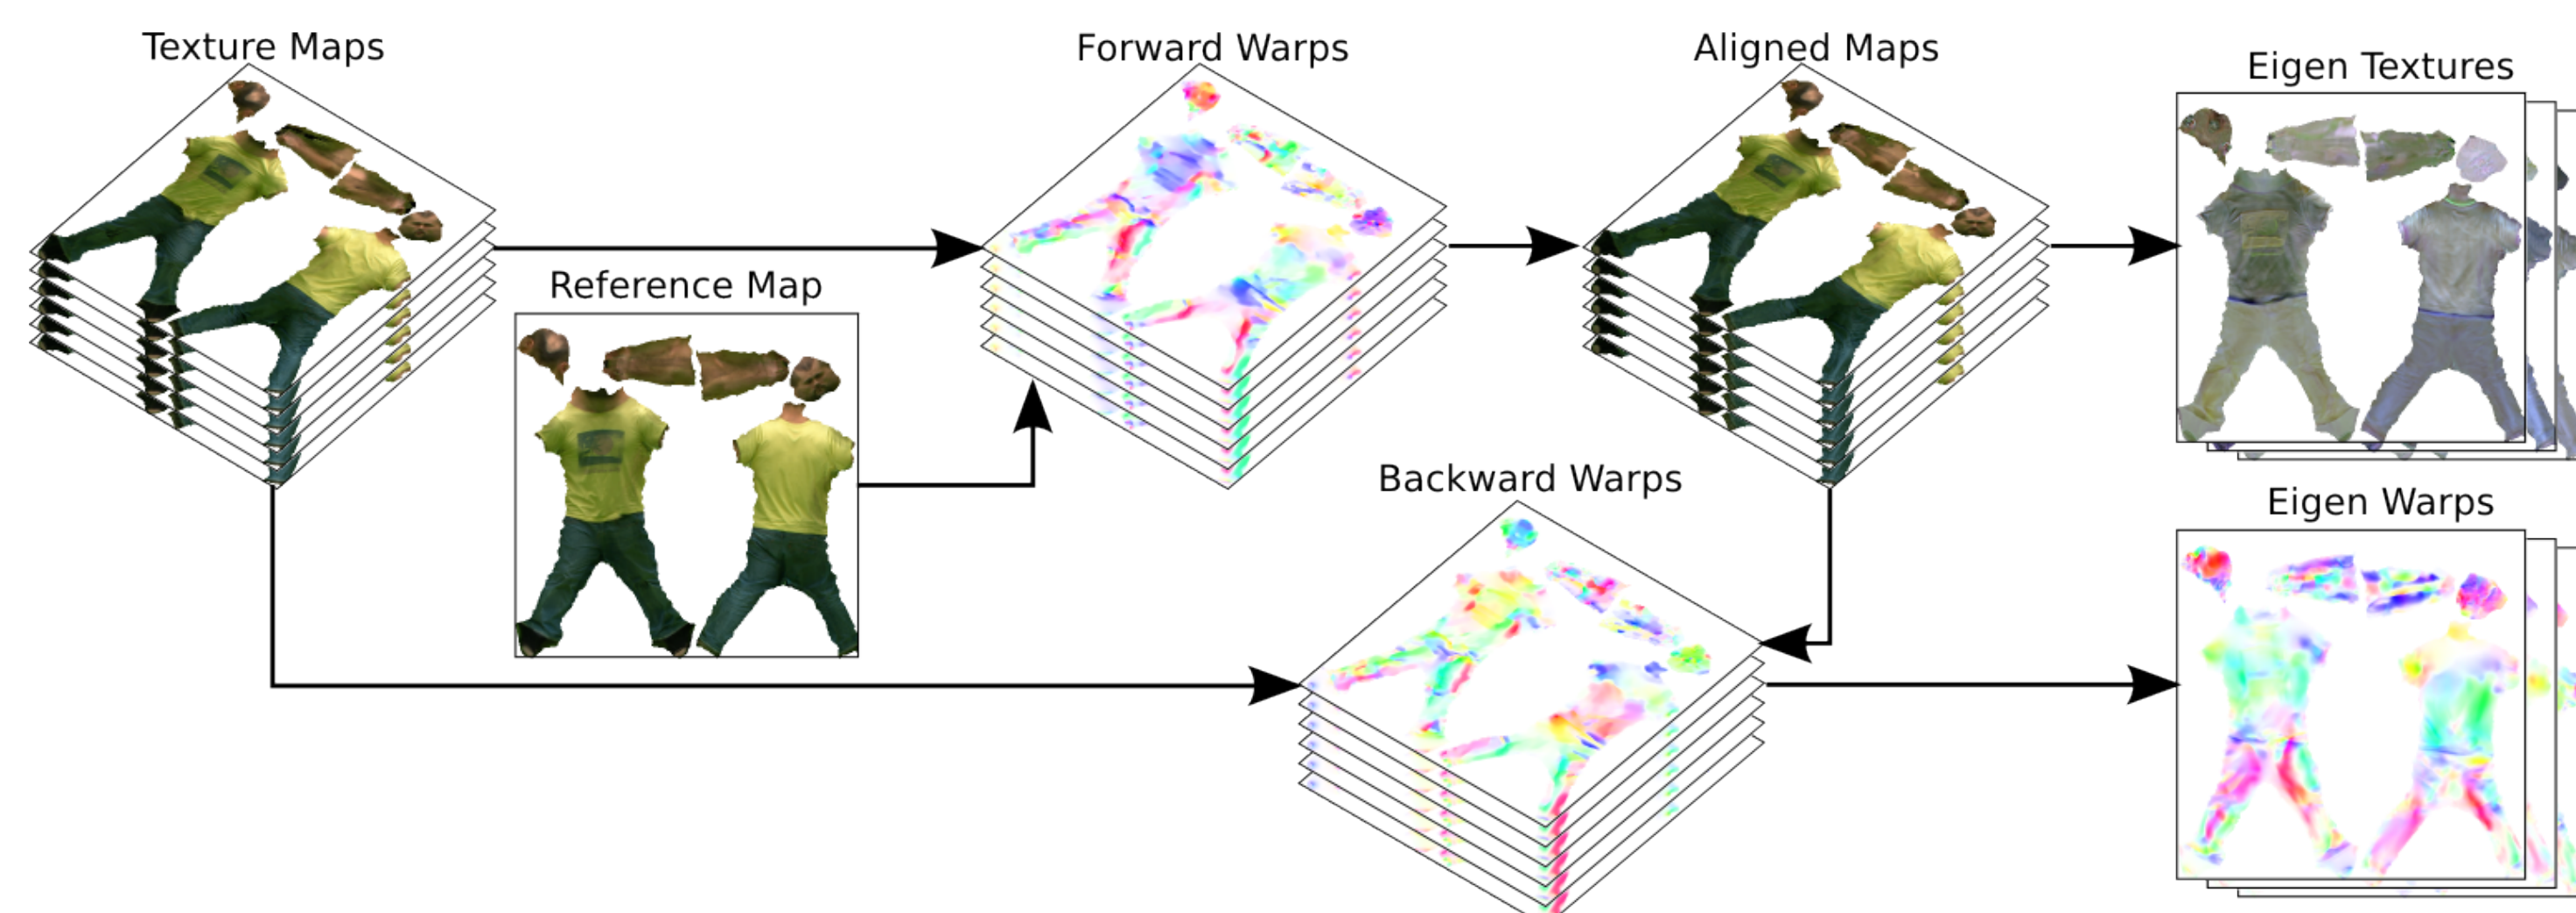 Texture Maps
Forward Warps
Aligned Maps
Eigen Textures
Reference Map
Backward Warps
Eigen Warps